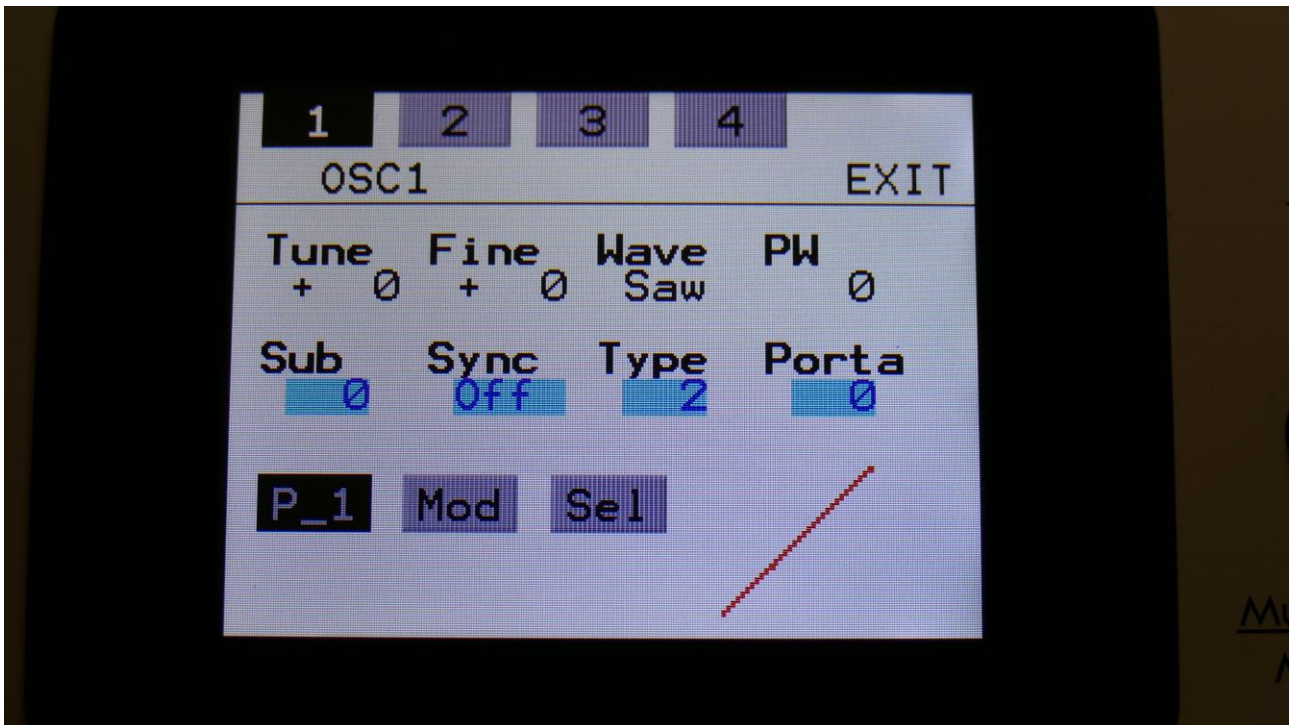 1 2 3 4
OSC1 EXIT
Tune Fine Wave PW
+ 0 + 0 Saw 0
Sub Sync Type Porta
0 Off 2 0
P_1 Mod Sel